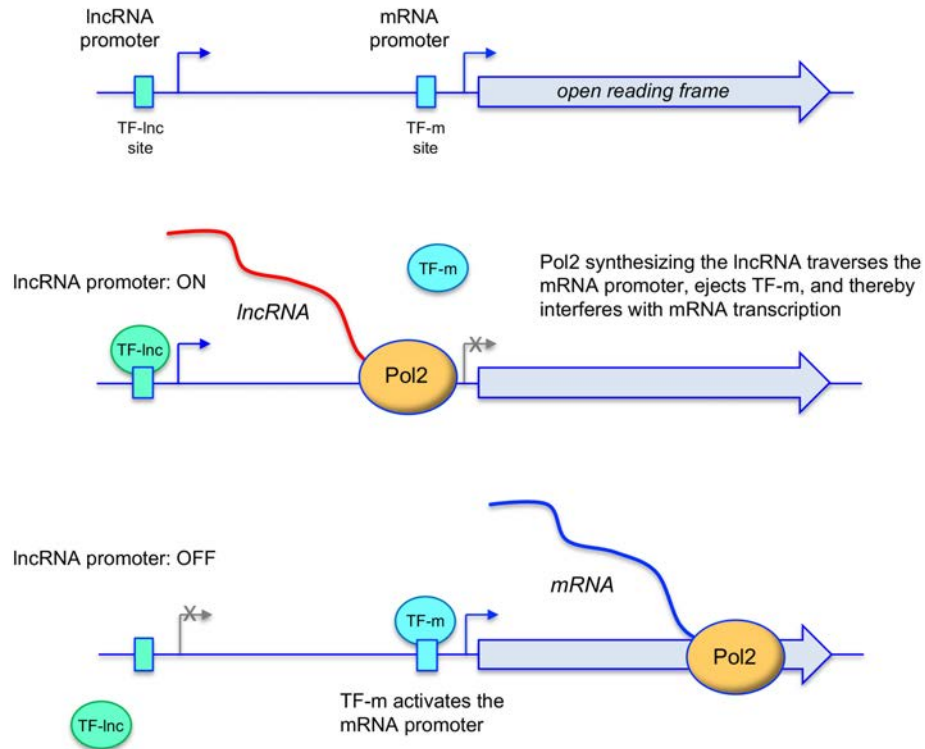 lncRNA
promoter
mRNA
promoter
open reading frame
TF-lnc
site
TF-m
site
lncRNA promoter: ON
TF-m
Pol2 synthesizing the lncRNA traverses the
mRNA promoter, ejects TF-m, and thereby
interferes with mRNA transcription
lncRNA
TF-lnc
X
Pol2
lncRNA promoter: OFF
mRNA
X
TF-m
Pol2
TF-m activates the
mRNA promoter
TF-lnc